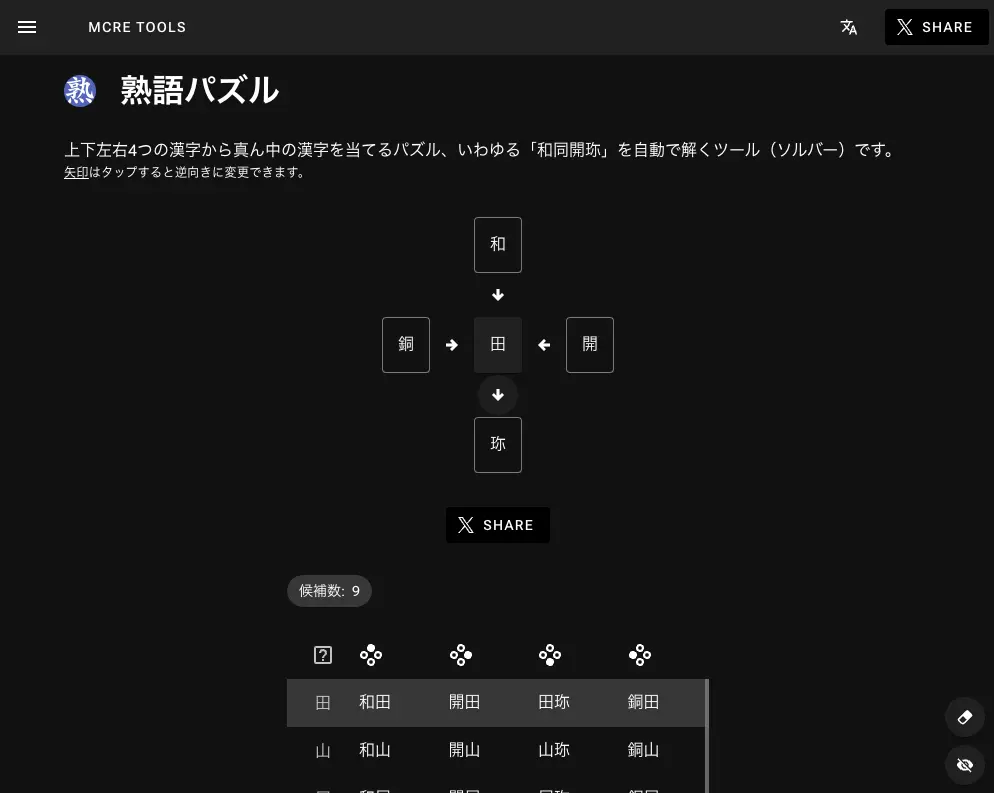 MCRE TOOLS
SHARE
熟 熟語パズル
上下左右4つの漢字から真ん中の漢字を当てるパズル、いわゆる「和同開珎」を自動で解くツール（ソルバー）です。
矢印はタップすると逆向きに変更できます。
和
銅 田 開
珎
SHARE
候補数: 9
田 和田 開田 田珎 銅田
山 和山 開山 山珎 銅山